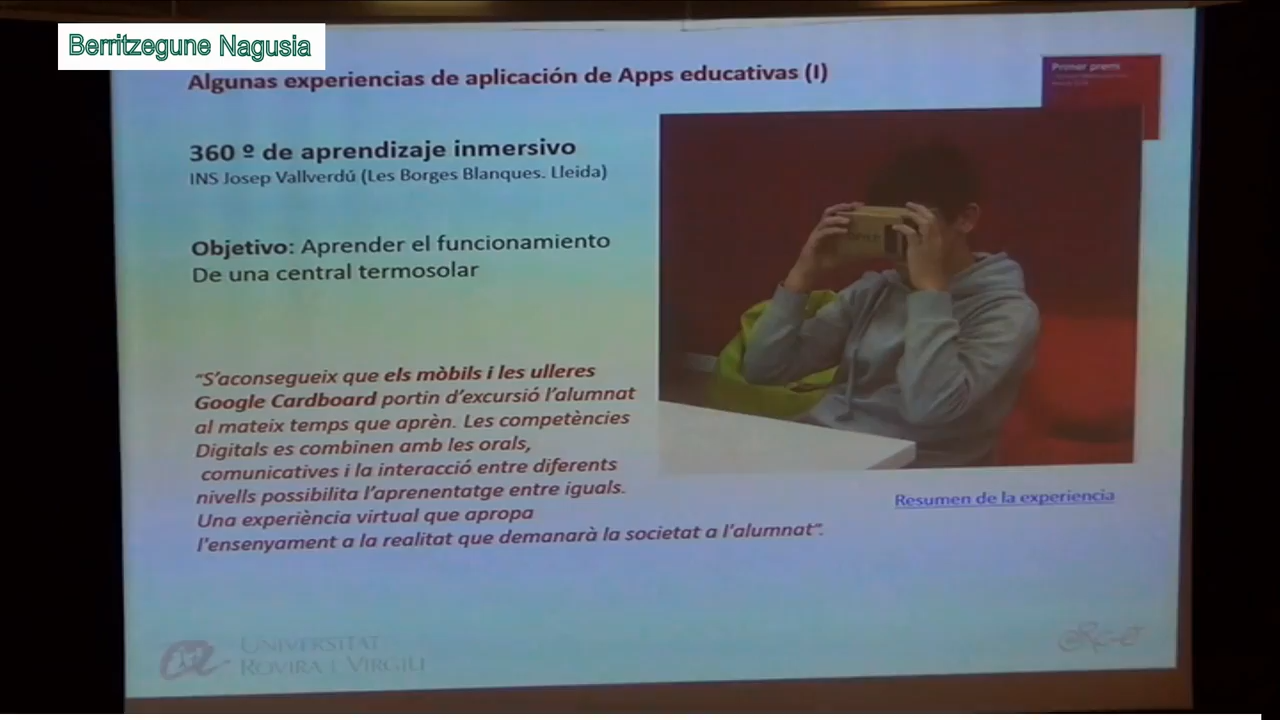 Berritzegune Nagusia
Algunas experiencias de aplicación de Apps educativas (I)
Primer premi
360 º de aprendizaje inmersivo
INS Josep Vallverdú (Les Borges Blanques. Lleida)
Objetivo: Aprender el funcionamiento
De una central termosolar
“S’aconsegueix que els mòbils i les ulleres
Google Cardboard portin d’excursió l’alumnat
al mateix temps que aprèn. Les competències
Digitals es combinen amb les orals,
comunicatives i la interacció entre diferents
nivells possibilita l’aprenentatge entre iguals.
Una experiència virtual que apropa
l’ensenyament a la realitat que demanarà la societat a l’alumnat”.
Resumen de la experiencia
UNIVERSITAT
ROVIRA I VIRGILI